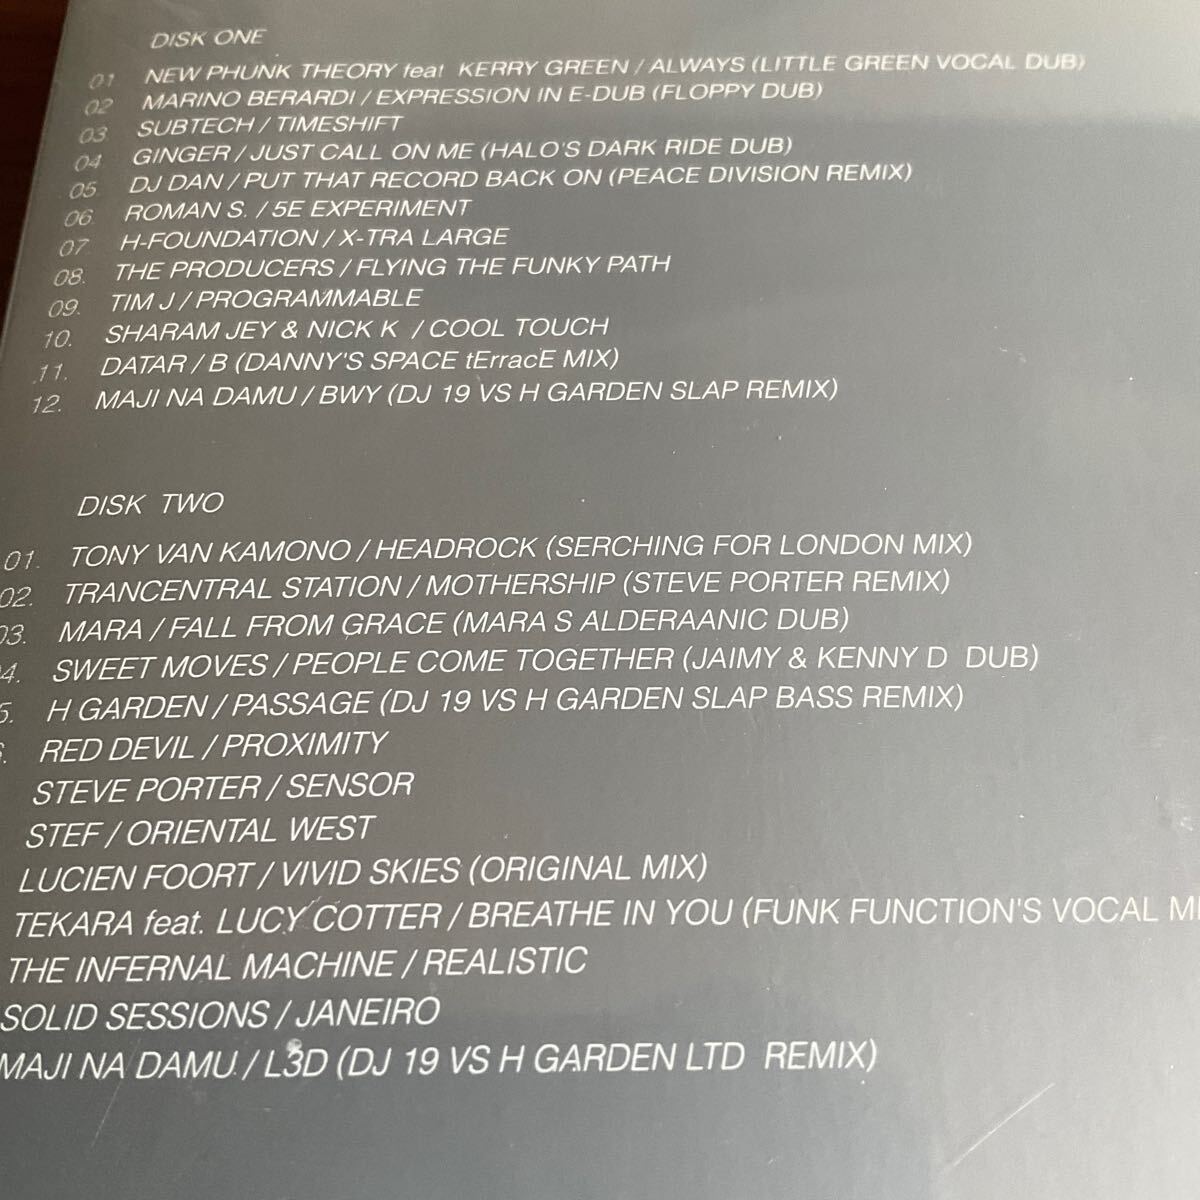 DISK ONE
01 NEW PHUNK THEORY feat KERRY GREEN / ALWAYS (LITTLE GREEN VOCAL DUB)
02 MARINO BERARDI / EXPRESSION IN E-DUB (FLOPPY DUB)
03 SUBTECH / TIMESHIFT
04 GINGER / JUST CALL ON ME (HALO'S DARK RIDE DUB)
05. DJ DAN / PUT THAT RECORD BACK ON (PEACE DIVISION REMIX)
06 ROMAN S. / 5E EXPERIMENT
07 H-FOUNDATION / X-TRA LARGE
08. THE PRODUCERS / FLYING THE FUNKY PATH
09. TIM J / PROGRAMMABLE
10. SHARAM JEY & NICK K / COOL TOUCH
11. DATAR / B (DANNY'S SPACE tErracE MIX)
12. MAJI NA DAMU / BWY (DJ 19 VS H GARDEN SLAP REMIX)
DISK TWO
01. TONY VAN KAMONO / HEADROCK (SERCHING FOR LONDON MIX)
02. TRANCENTRAL STATION / MOTHERSHIP (STEVE PORTER REMIX)
03. MARA / FALL FROM GRACE (MARA S ALDERAANIC DUB)
4. SWEET MOVES / PEOPLE COME TOGETHER (JAIMY & KENNY D DUB)
5. H GARDEN / PASSAGE (DJ 19 VS H GARDEN SLAP BASS REMIX)
RED DEVIL / PROXIMITY
STEVE PORTER / SENSOR
STEF / ORIENTAL WEST
LUCIEN FOORT / VIVID SKIES (ORIGINAL MIX)
TEKARA feat. LUCY COTTER / BREATHE IN YOU (FUNK FUNCTION'S VOCAL MI
THE INFERNAL MACHINE / REALISTIC
SOLID SESSIONS / JANEIRO
MAJI NA DAMU / L3D (DJ 19 VS H GARDEN LTD REMIX)